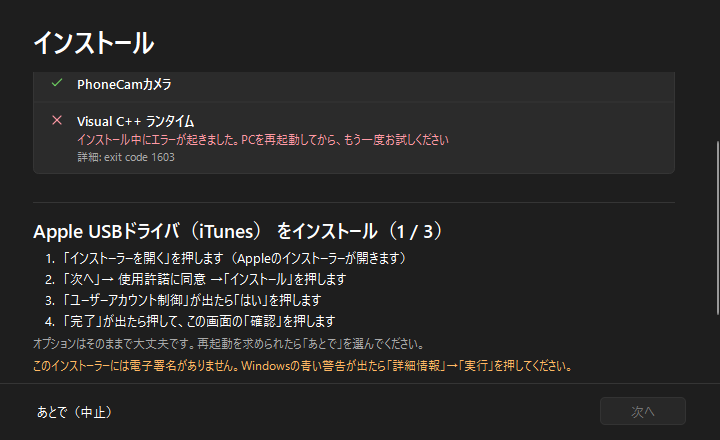 インストール
PhoneCamカメラ
Visual C++ ランタイム
インストール中にエラーが起きました。PCを再起動してから、もう一度お試しください
詳細: exit code 1603
Apple USBドライバ（iTunes） をインストール（1 / 3）
1. 「インストーラーを開く」を押します（Appleのインストーラーが開きます）
2. 「次へ」→ 使用許諾に同意 →「インストール」を押します
3. 「ユーザーアカウント制御」が出たら「はい」を押します
4. 「完了」が出たら押して、この画面の「確認」を押します
オプションはそのままで大丈夫です。再起動を求められたら「あとで」を選んでください。
このインストーラーには電子署名がありません。Windowsの青い警告が出たら「詳細情報」→「実行」を押してください。
あとで（中止）
次へ